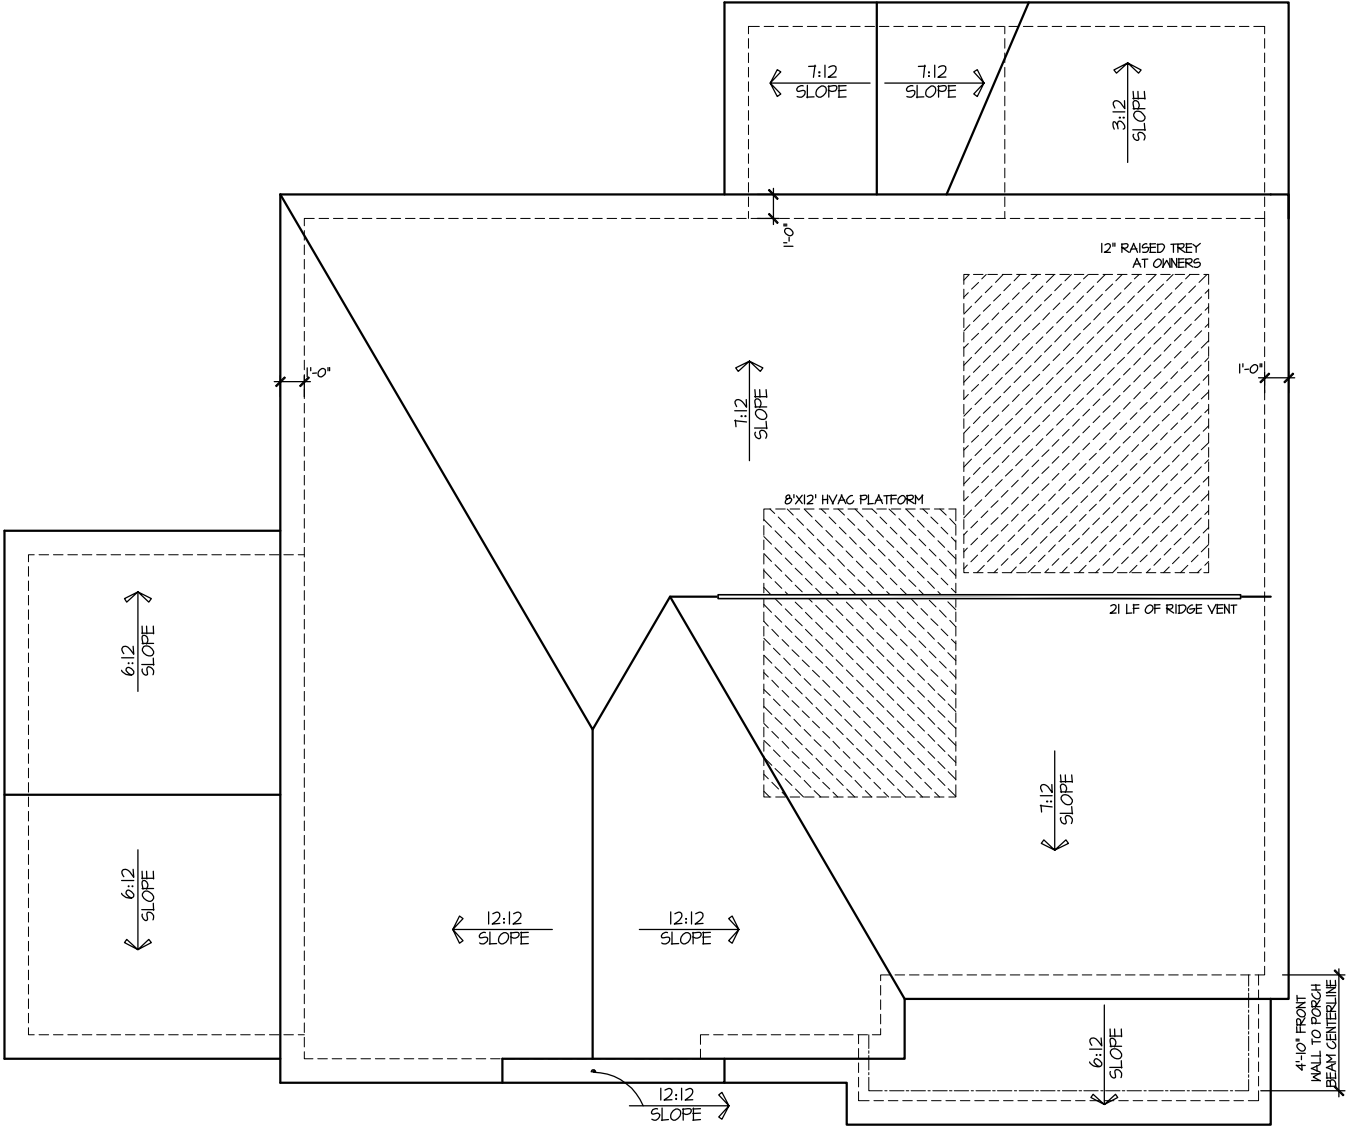 7:12
SLOPE
7:12
SLOPE
3:12
SLOPE
1'-0"
12" RAISED TREY
AT OWNERS
1'-0"
1'-0"
7:12
SLOPE
8'X12' HVAC PLATFORM
21 LF OF RIDGE VENT
6:12
SLOPE
7:12
SLOPE
6:12
SLOPE
12:12
SLOPE
12:12
SLOPE
4'-10" FRONT
WALL TO PORCH
BEAM CENTERLINE
6:12
SLOPE
12:12
SLOPE